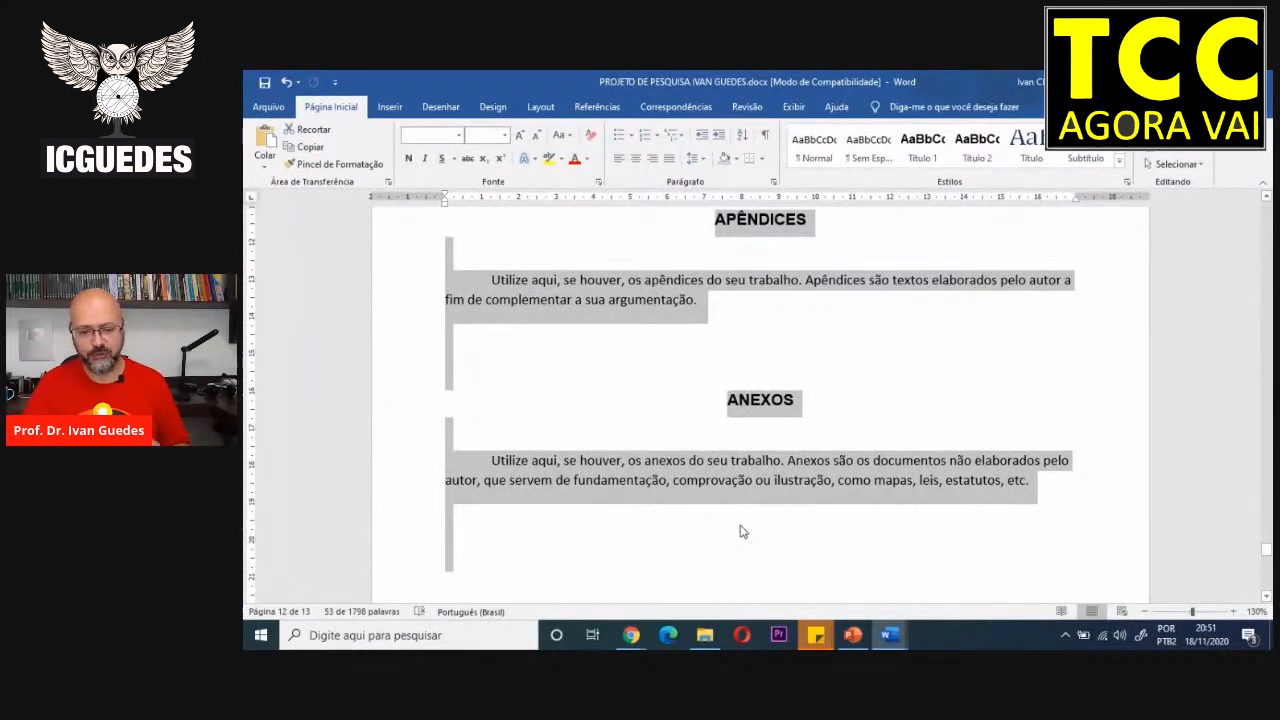 TCC
AGORA VAI
ICGUEDES
PROJETO DE PESQUISA IVAN GUEDES.docx [Modo de Compatibilidade] - Word
Arquivo Página Inicial Inserir Desenhar Design Layout Referências Correspondências Revisão Exibir Ajuda Diga-me o que você deseja fazer
Colar
Recortar
Copiar
Pincel de Formatação
Área de Transferência
N I S abc x₂ x²
Fonte
Parágrafo
AaBbCcDc AaBbCcDc AaBbCc AaBbCc
¶ Normal ¶ Sem Esp... Título 1 Título 2 Título Subtítulo
Estilos
Selecionar
Editando
APÊNDICES
Utilize aqui, se houver, os apêndices do seu trabalho. Apêndices são textos elaborados pelo autor a
fim de complementar a sua argumentação.
ANEXOS
Utilize aqui, se houver, os anexos do seu trabalho. Anexos são os documentos não elaborados pelo
autor, que servem de fundamentação, comprovação ou ilustração, como mapas, leis, estatutos, etc.
Prof. Dr. Ivan Guedes
Página 12 de 13 53 de 1798 palavras Português (Brasil) 130%
Digite aqui para pesquisar
POR
PTB2
20:51
18/11/2020